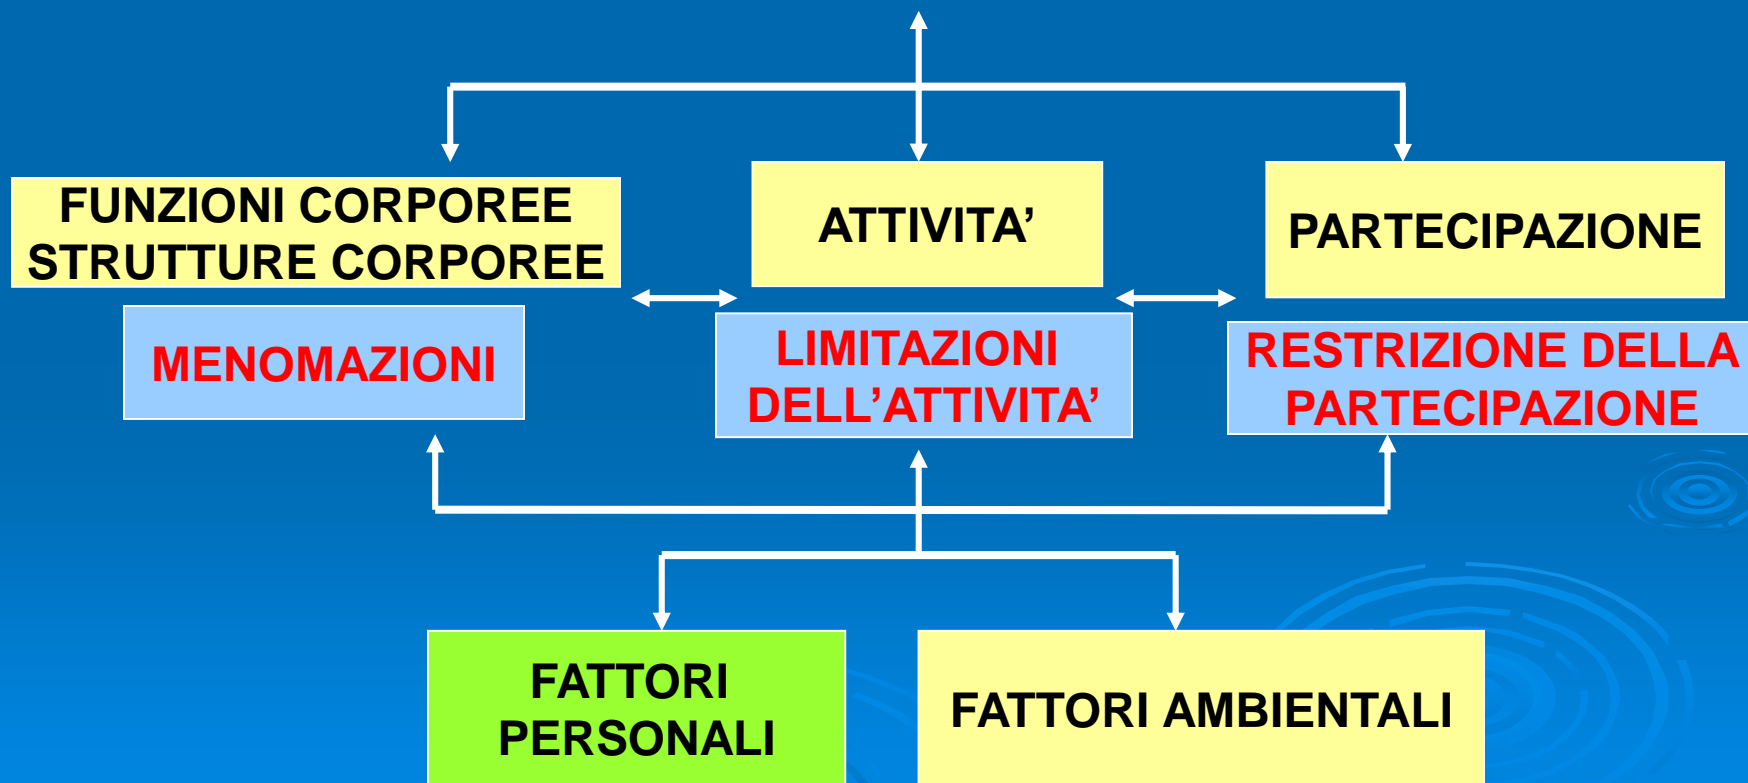 FUNZIONI CORPOREE
STRUTTURE CORPOREE
ATTIVITA’
PARTECIPAZIONE
MENOMAZIONI
LIMITAZIONI
DELL’ATTIVITA’
RESTRIZIONE DELLA
PARTECIPAZIONE
FATTORI
PERSONALI
FATTORI AMBIENTALI